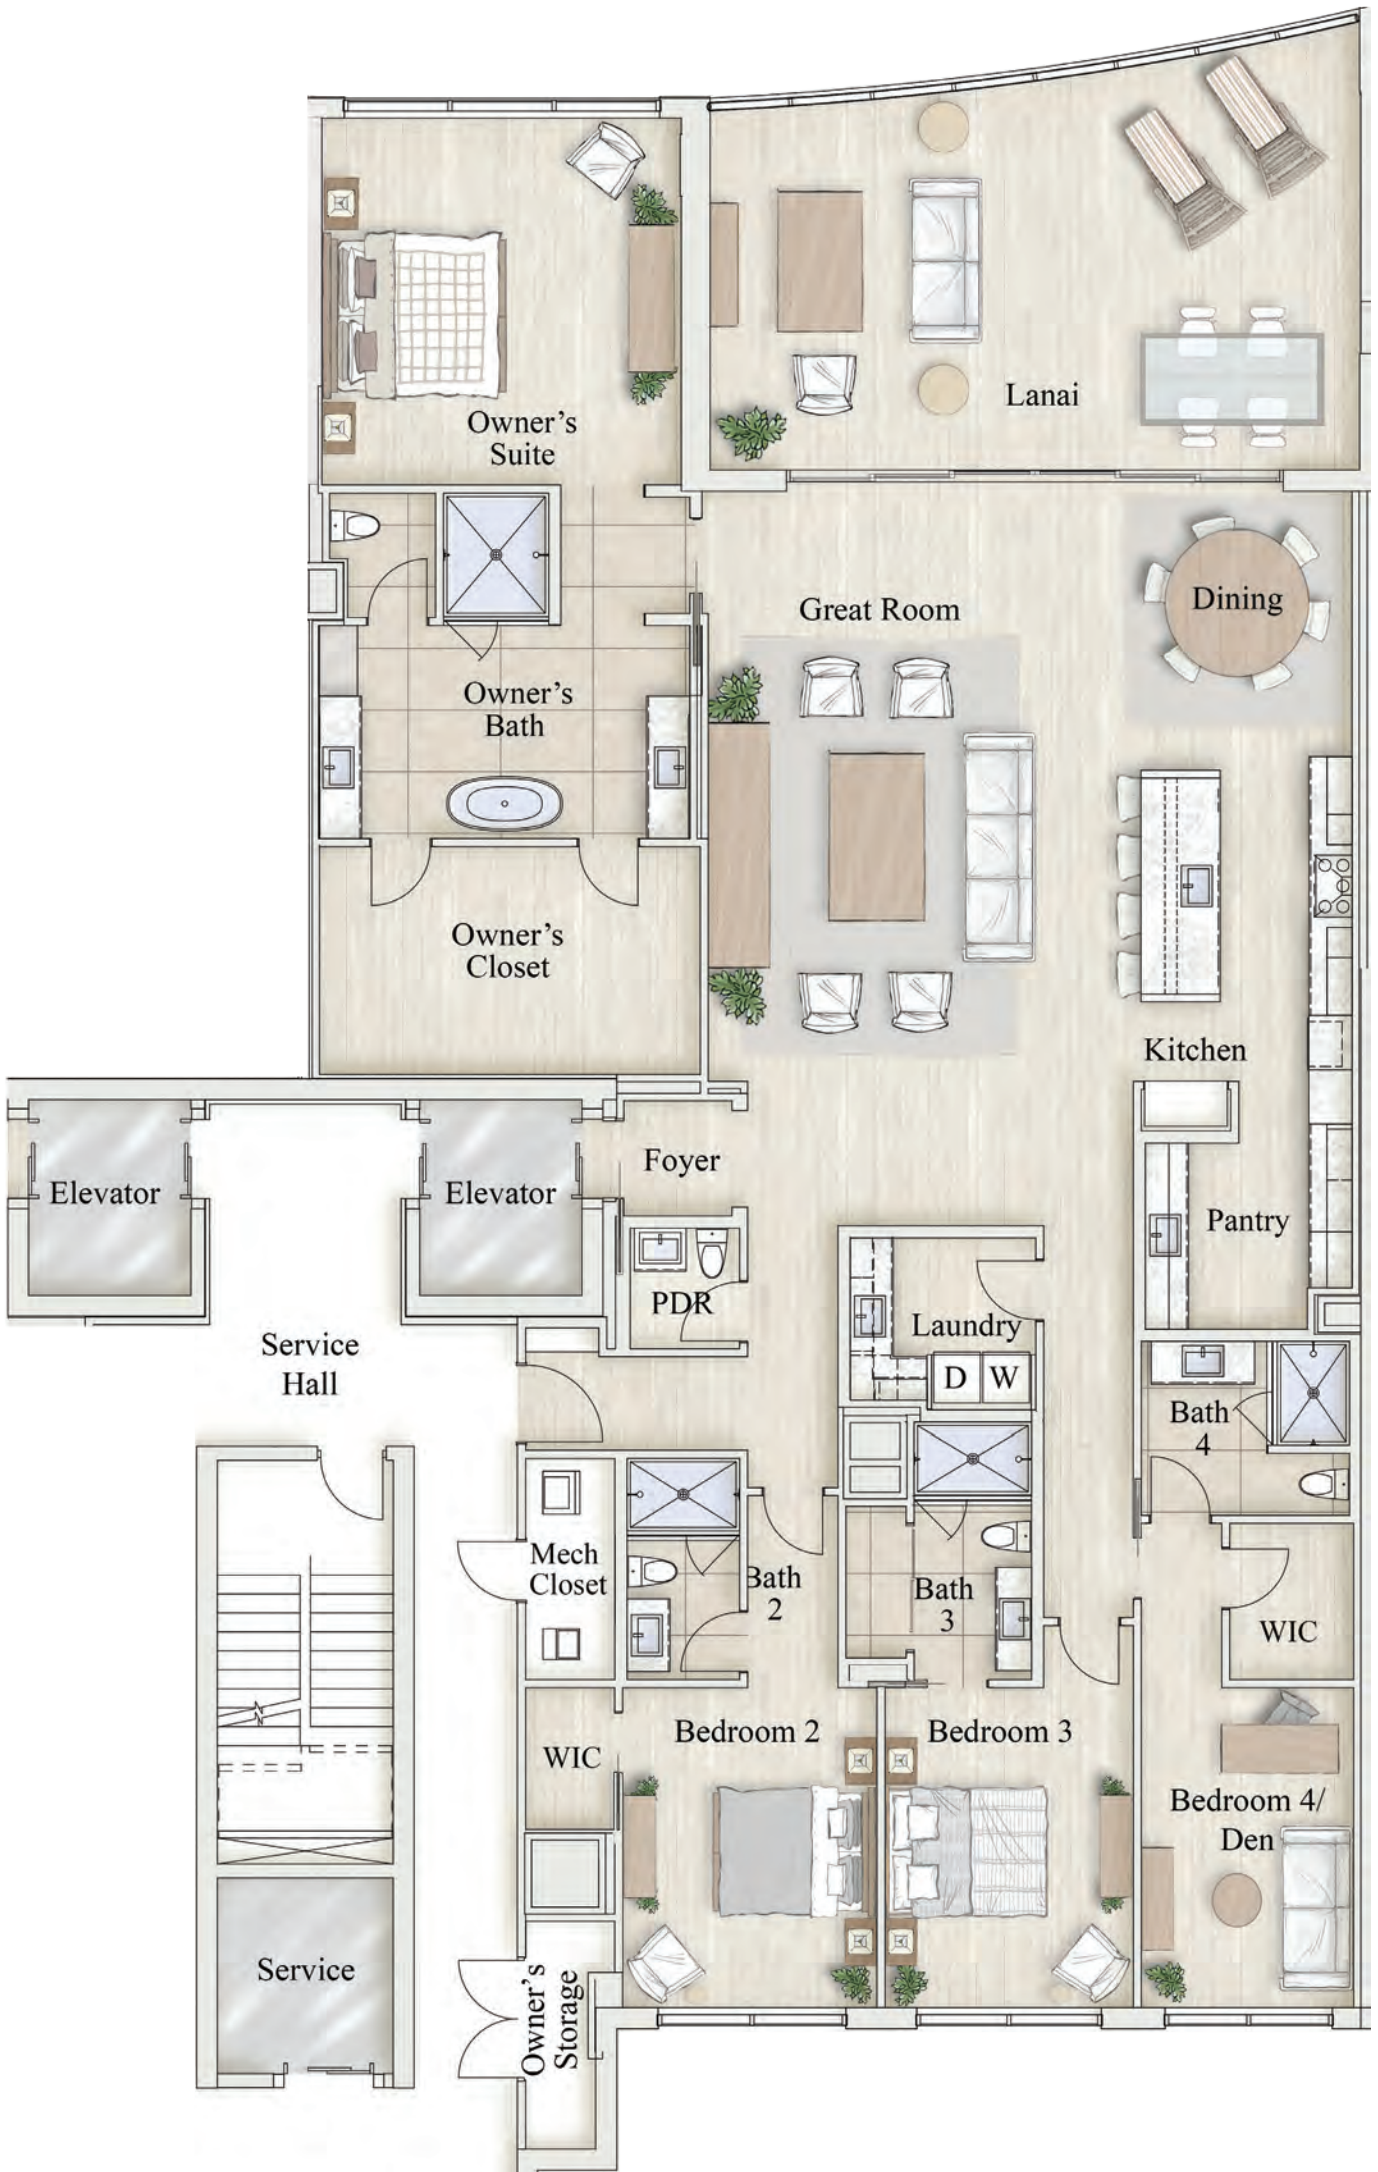 Lanai
Owner's
Suite
Dining
Great Room
Owner's
Bath
Owner's
Closet
Kitchen
Foyer
Elevator
Elevator
Pantry
PDR
Laundry
Service
Hall
D
W
Bath
4
Mech
Closet
Bath
2
Bath
3
WIC
Bedroom 2
Bedroom 3
WIC
Bedroom 4/
Den
Service
Owner's
Storage